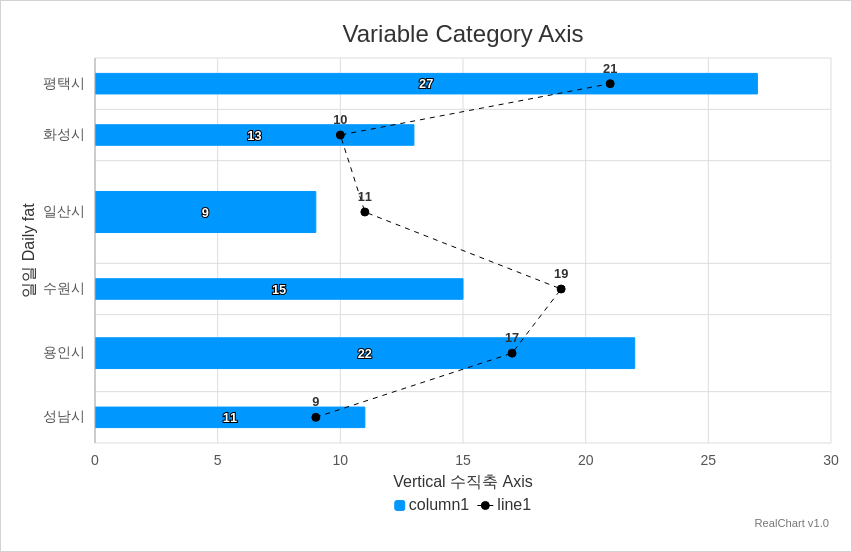 Variable Category Axis
평택시
27
21
화성시
13
10
일산시
9
11
수원시
15
19
용인시
22
17
성남시
11
9
일일 Daily fat
0 5 10 15 20 25 30
Vertical 수직축 Axis
column1 line1
RealChart v1.0